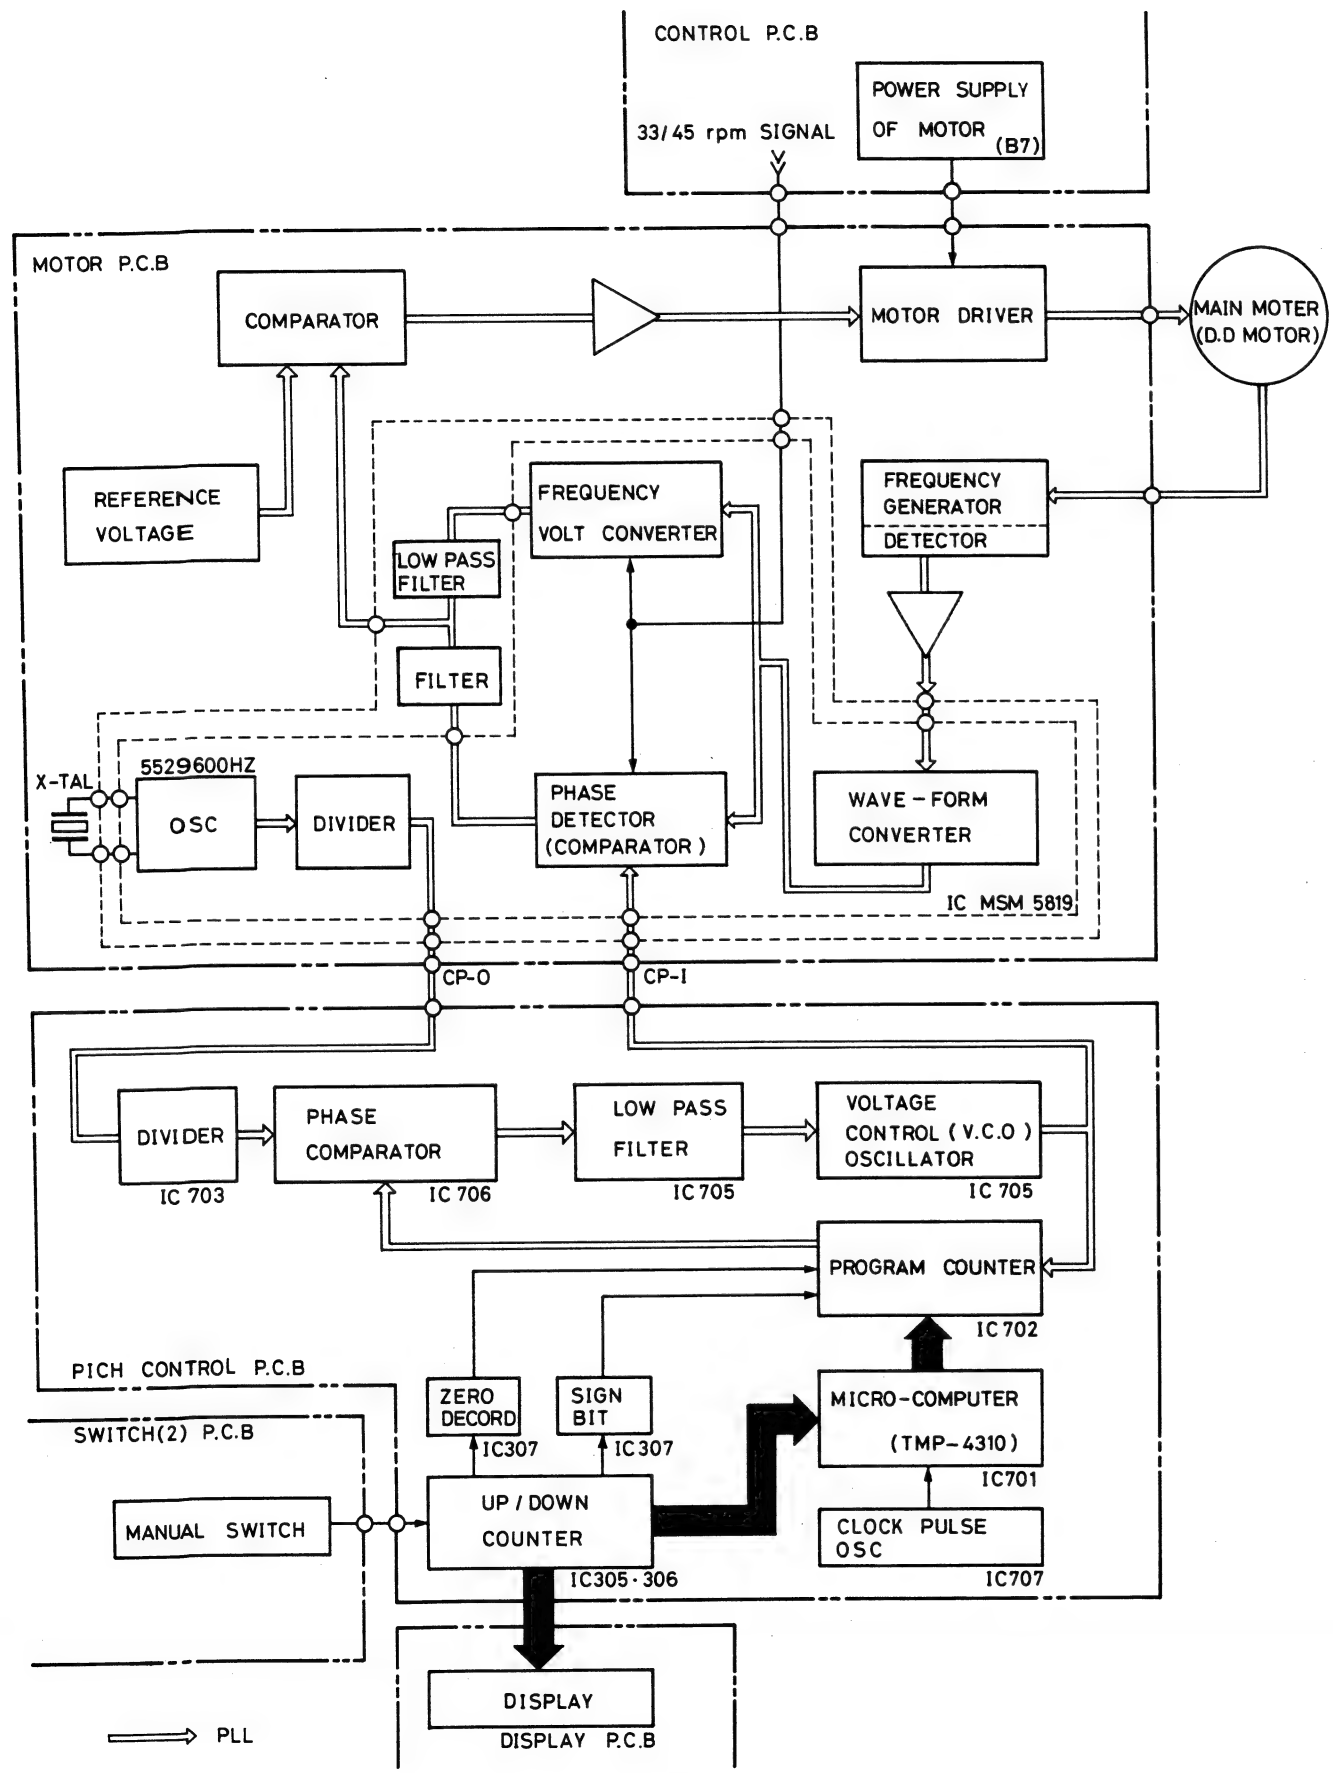 CONTROL P.C.B
POWER SUPPLY
OF MOTOR
(B7)
33/45 rpm SIGNAL
MOTOR P.C.B
COMPARATOR
MOTOR DRIVER
MAIN MOTER
(D.D MOTOR)
REFERENCE
VOLTAGE
FREQUENCY
VOLT CONVERTER
FREQUENCY
GENERATOR
DETECTOR
LOW PASS
FILTER
FILTER
X-TAL
5529600HZ
OSC
DIVIDER
PHASE
DETECTOR
(COMPARATOR)
WAVE-FORM
CONVERTER
IC MSM 5819
CP-O
CP-I
DIVIDER
IC 703
PHASE
COMPARATOR
IC 706
LOW PASS
FILTER
IC 705
VOLTAGE
CONTROL (V.C.O)
OSCILLATOR
IC 705
PROGRAM COUNTER
IC 702
PICH CONTROL P.C.B
ZERO
DECORD
IC307
SIGN
BIT
IC307
MICRO-COMPUTER
(TMP-4310)
IC701
SWITCH(2) P.C.B
MANUAL SWITCH
UP/DOWN
COUNTER
IC305·306
CLOCK PULSE
OSC
IC707
DISPLAY
DISPLAY P.C.B
PLL